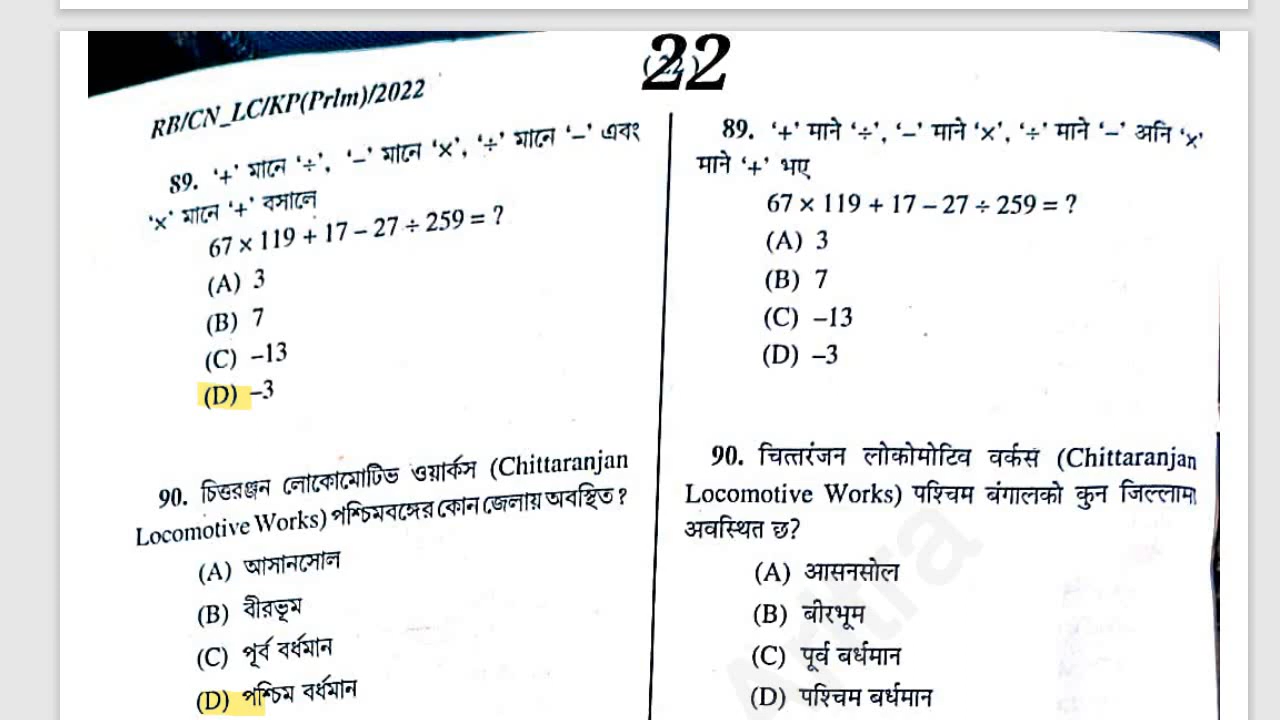 22
RB/CN_LC/KP(Prlm)/2022
89. '+' মানে '÷', '–' মানে '×', '÷' মানে '–' এবং
'×' মানে '+' বসালে
67 × 119 + 17 – 27 ÷ 259 = ?
(A) 3
(B) 7
(C) –13
(D) –3
90. চিত্তরঞ্জন লোকোমোটিভ ওয়ার্কস (Chittaranjan
Locomotive Works) পশ্চিমবঙ্গের কোন জেলায় অবস্থিত ?
(A) আসানসোল
(B) বীরভূম
(C) পূর্ব বর্ধমান
(D) পশ্চিম বর্ধমান
89. '+' माने '÷', '–' माने '×', '÷' माने '–' अनि '×'
माने '+' भए
67 × 119 + 17 – 27 ÷ 259 = ?
(A) 3
(B) 7
(C) –13
(D) –3
90. चित्तरंजन लोकोमोटिव वर्कस (Chittaranjan
Locomotive Works) पश्चिम बंगालको कुन जिल्लामा
अवस्थित छ?
(A) आसनसोल
(B) बीरभूम
(C) पूर्व बर्धमान
(D) पश्चिम बर्धमान
Aritra